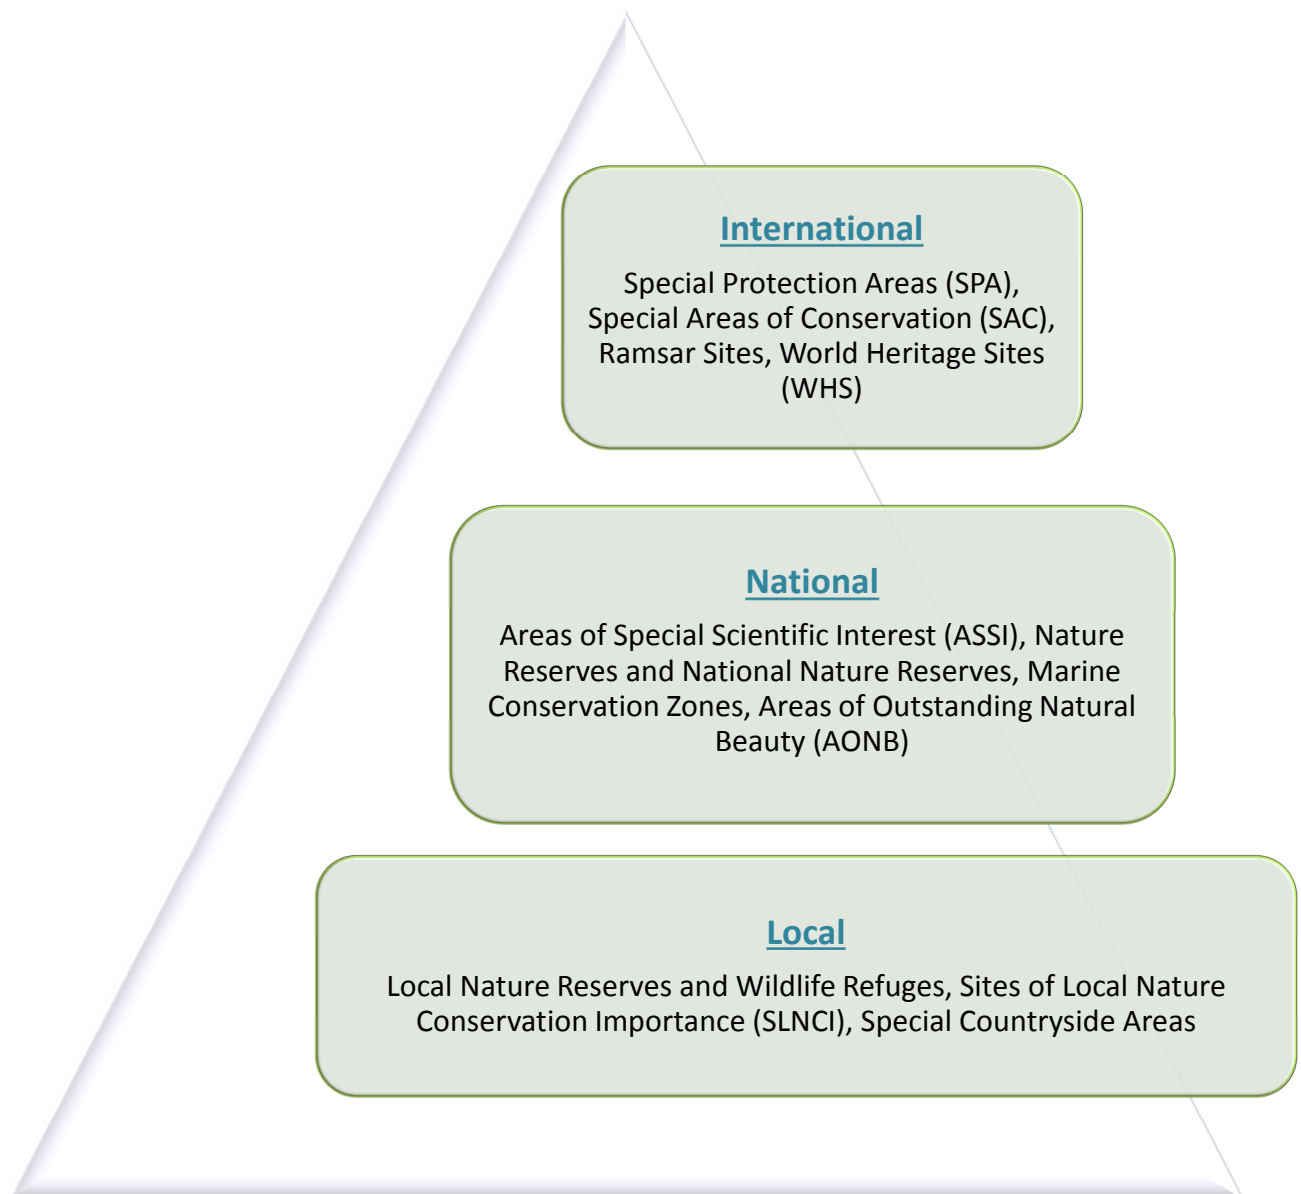 International
Special Protection Areas (SPA),
Special Areas of Conservation (SAC),
Ramsar Sites, World Heritage Sites
(WHS)
National
Areas of Special Scientific Interest (ASSI), Nature
Reserves and National Nature Reserves, Marine
Conservation Zones, Areas of Outstanding Natural
Beauty (AONB)
Local
Local Nature Reserves and Wildlife Refuges, Sites of Local Nature
Conservation Importance (SLNCI), Special Countryside Areas